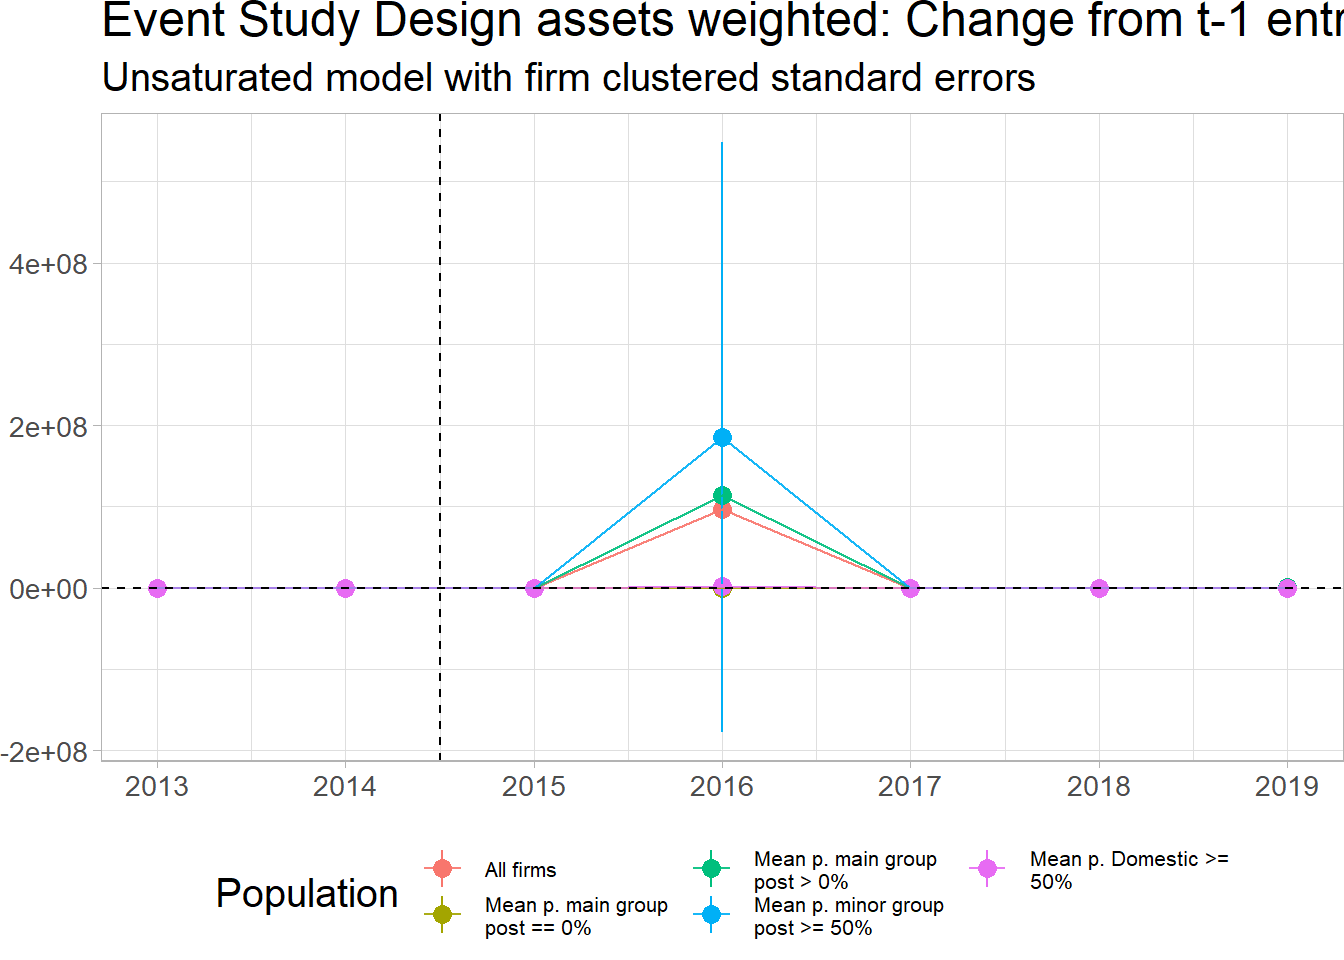 Event Study Design assets weighted: Change from t-1 entr
Unsaturated model with firm clustered standard errors
4e+08
2e+08
0e+00
-2e+08
2013 2014 2015 2016 2017 2018 2019
Population
All firms
Mean p. main group
post == 0%
Mean p. main group
post > 0%
Mean p. minor group
post >= 50%
Mean p. Domestic >=
50%